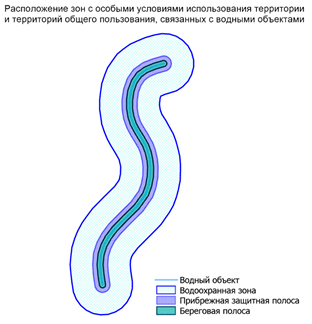 Расположение зон с особыми условиями использования территории
и территорий общего пользования, связанных с водными объектами
Водный объект
Водоохранная зона
Прибрежная защитная полоса
Береговая полоса